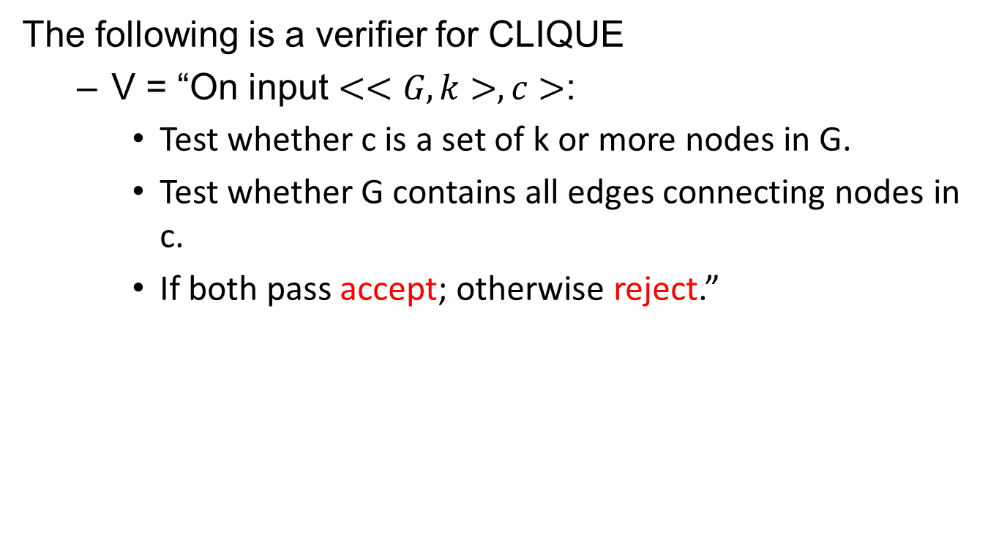 The following is a verifier for CLIQUE
– V = “On input << G, k >, c >:
• Test whether c is a set of k or more nodes in G.
• Test whether G contains all edges connecting nodes in
c.
• If both pass accept; otherwise reject.”